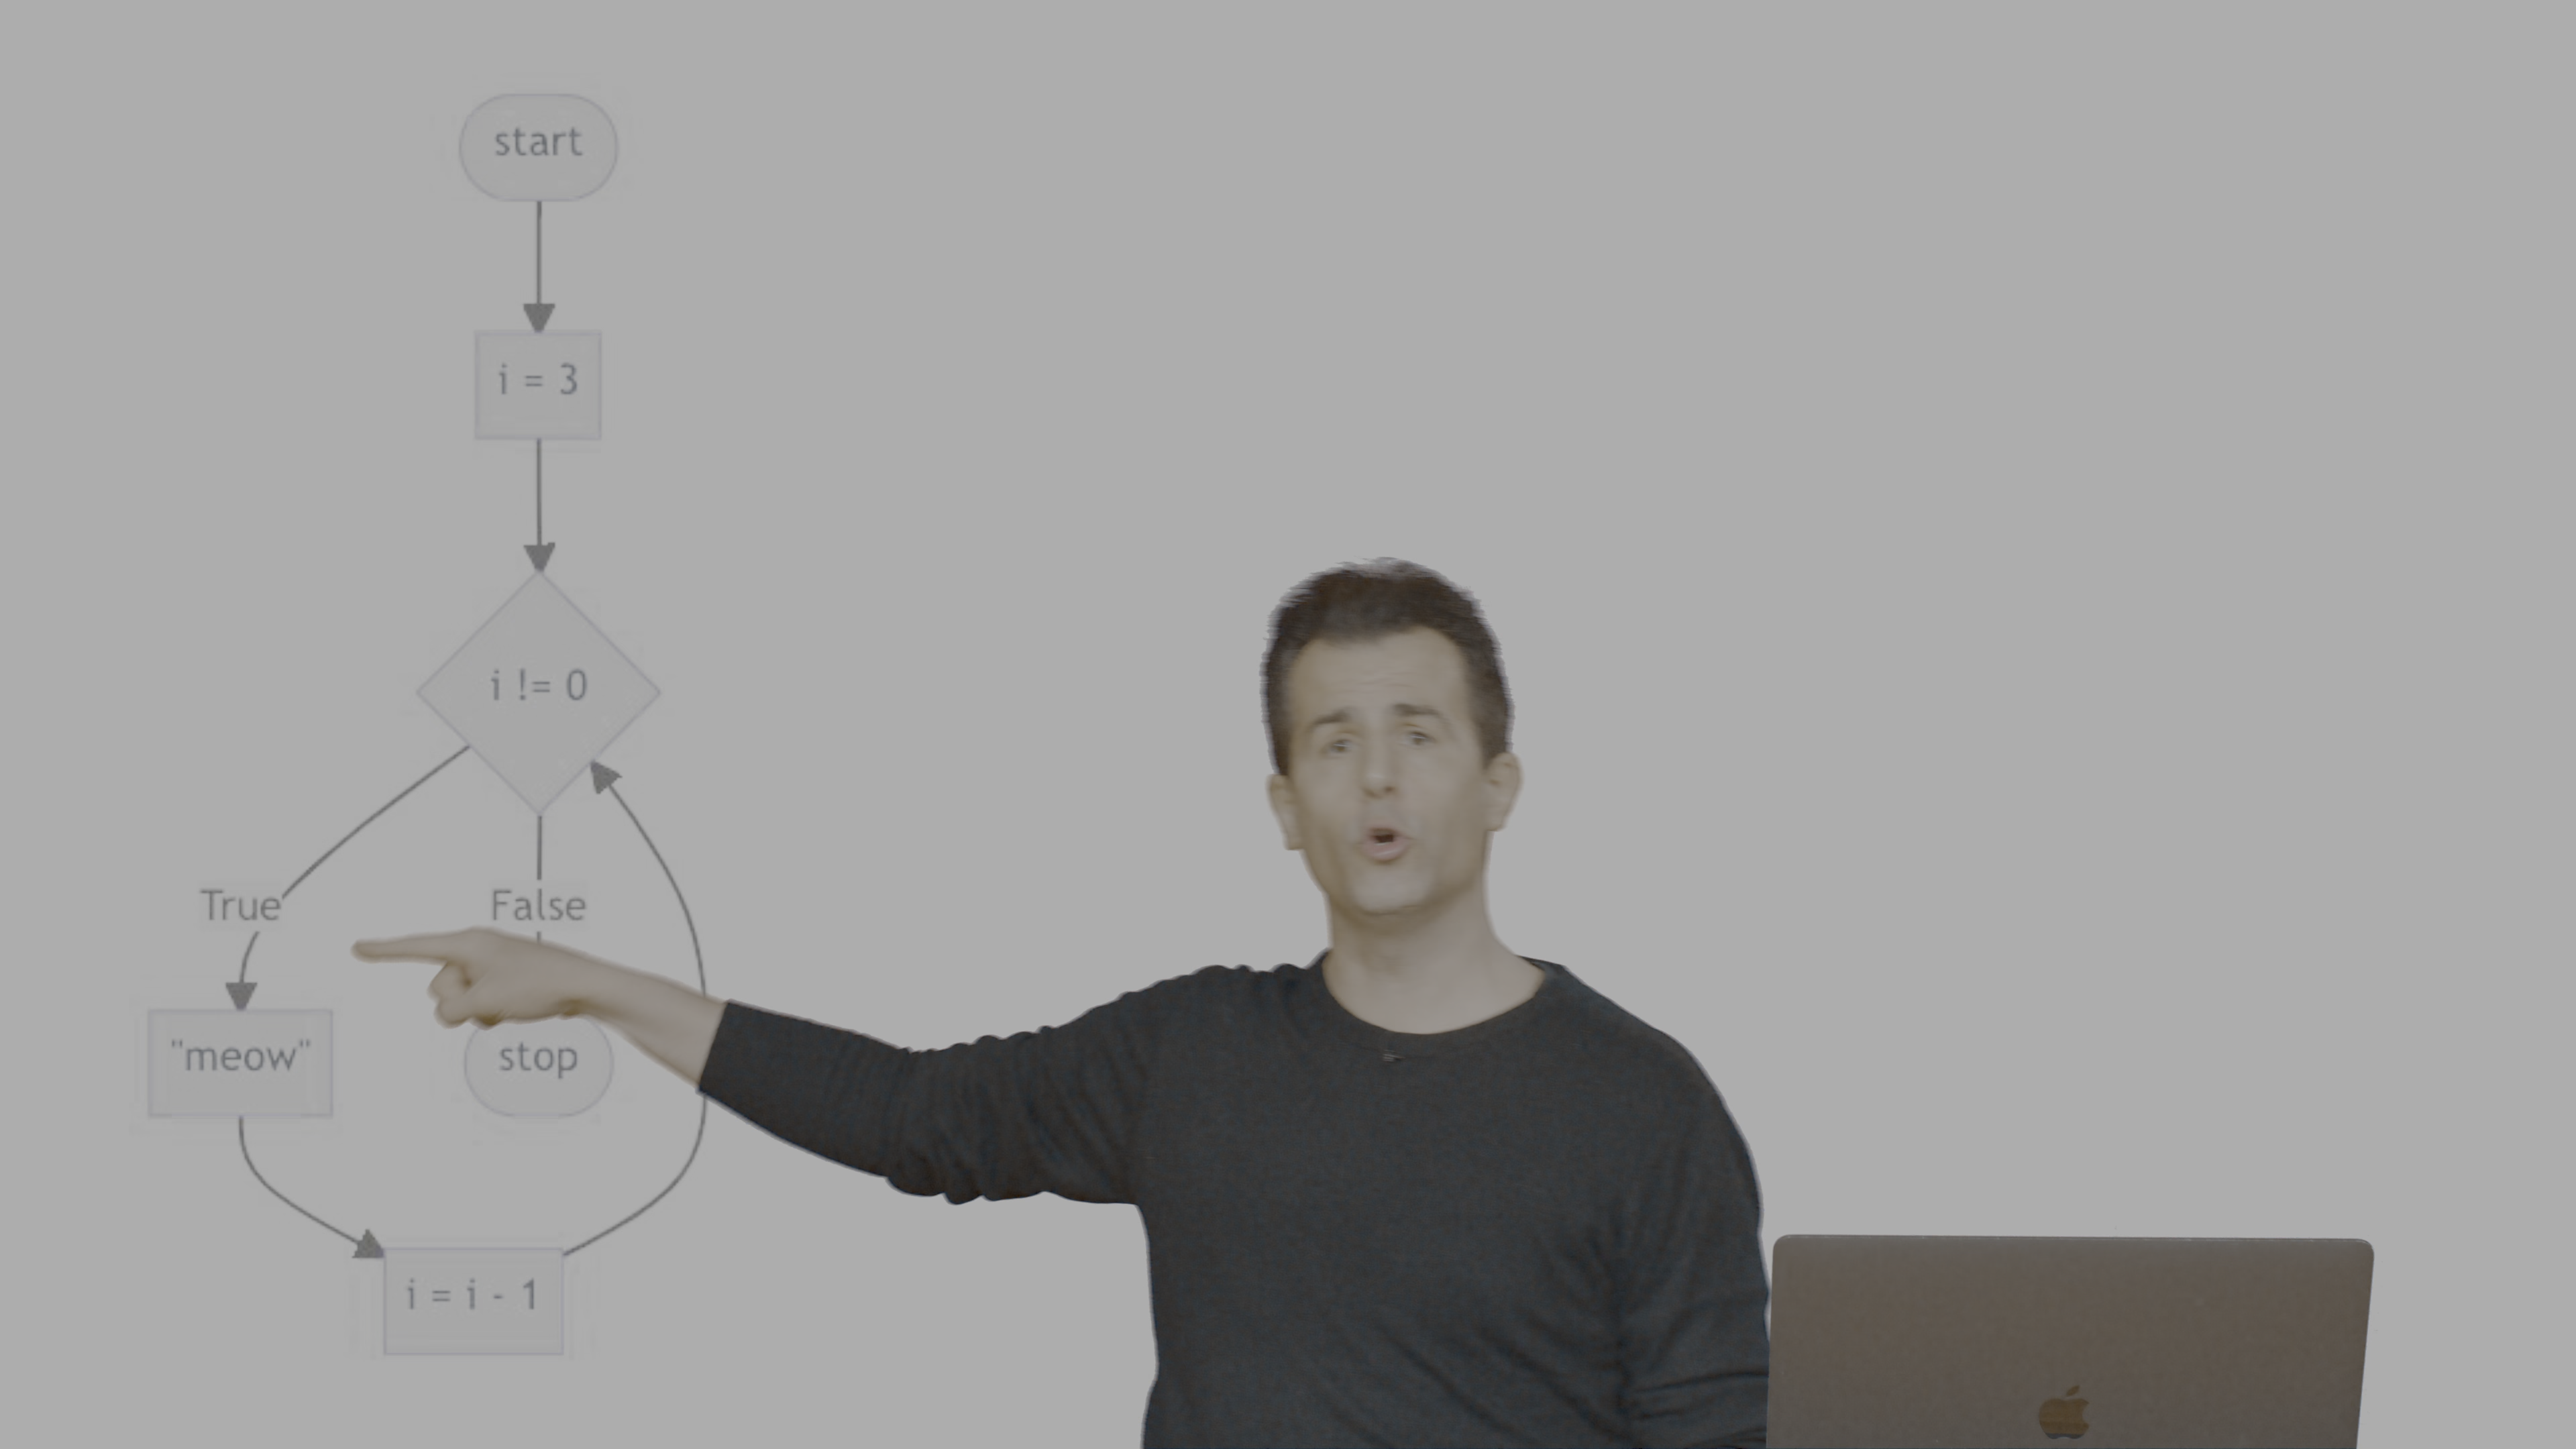 start
i = 3
i != 0
True
False
"meow"
stop
i = i - 1